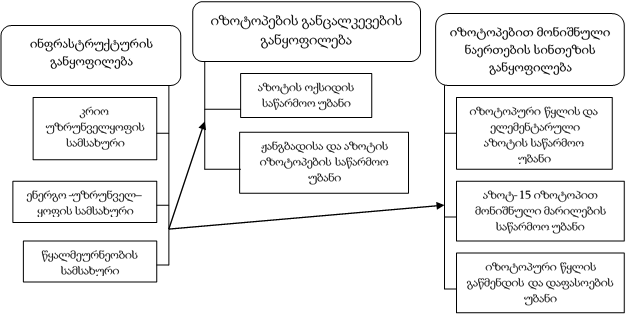 ინფრასტრუქტურის
განყოფილება
კრიო
უზრუნველყოფის
სამსახური
ენერგო -უზრუნველ–
ყოფის სამსახური
წყალმეურნეობის
სამსახური
იზოტოპების განცალკევების
განყოფილება
აზოტის ოქსიდის
საწარმოო უბანი
ჟანგბადისა და აზოტის
იზოტოპების საწარმოო
უბანი
იზოტოპებით მონიშნული
ნაერთების სინთეზის
განყოფილება
იზოტოპური წყლის და
ელემენტარული
აზოტის საწარმოო
უბანი
აზოტ-15 იზოტოპით
მონიშნული მარილების
საწარმოო უბანი
იზოტოპური წყლის
გაწმენდის და დაფასოების
უბანი